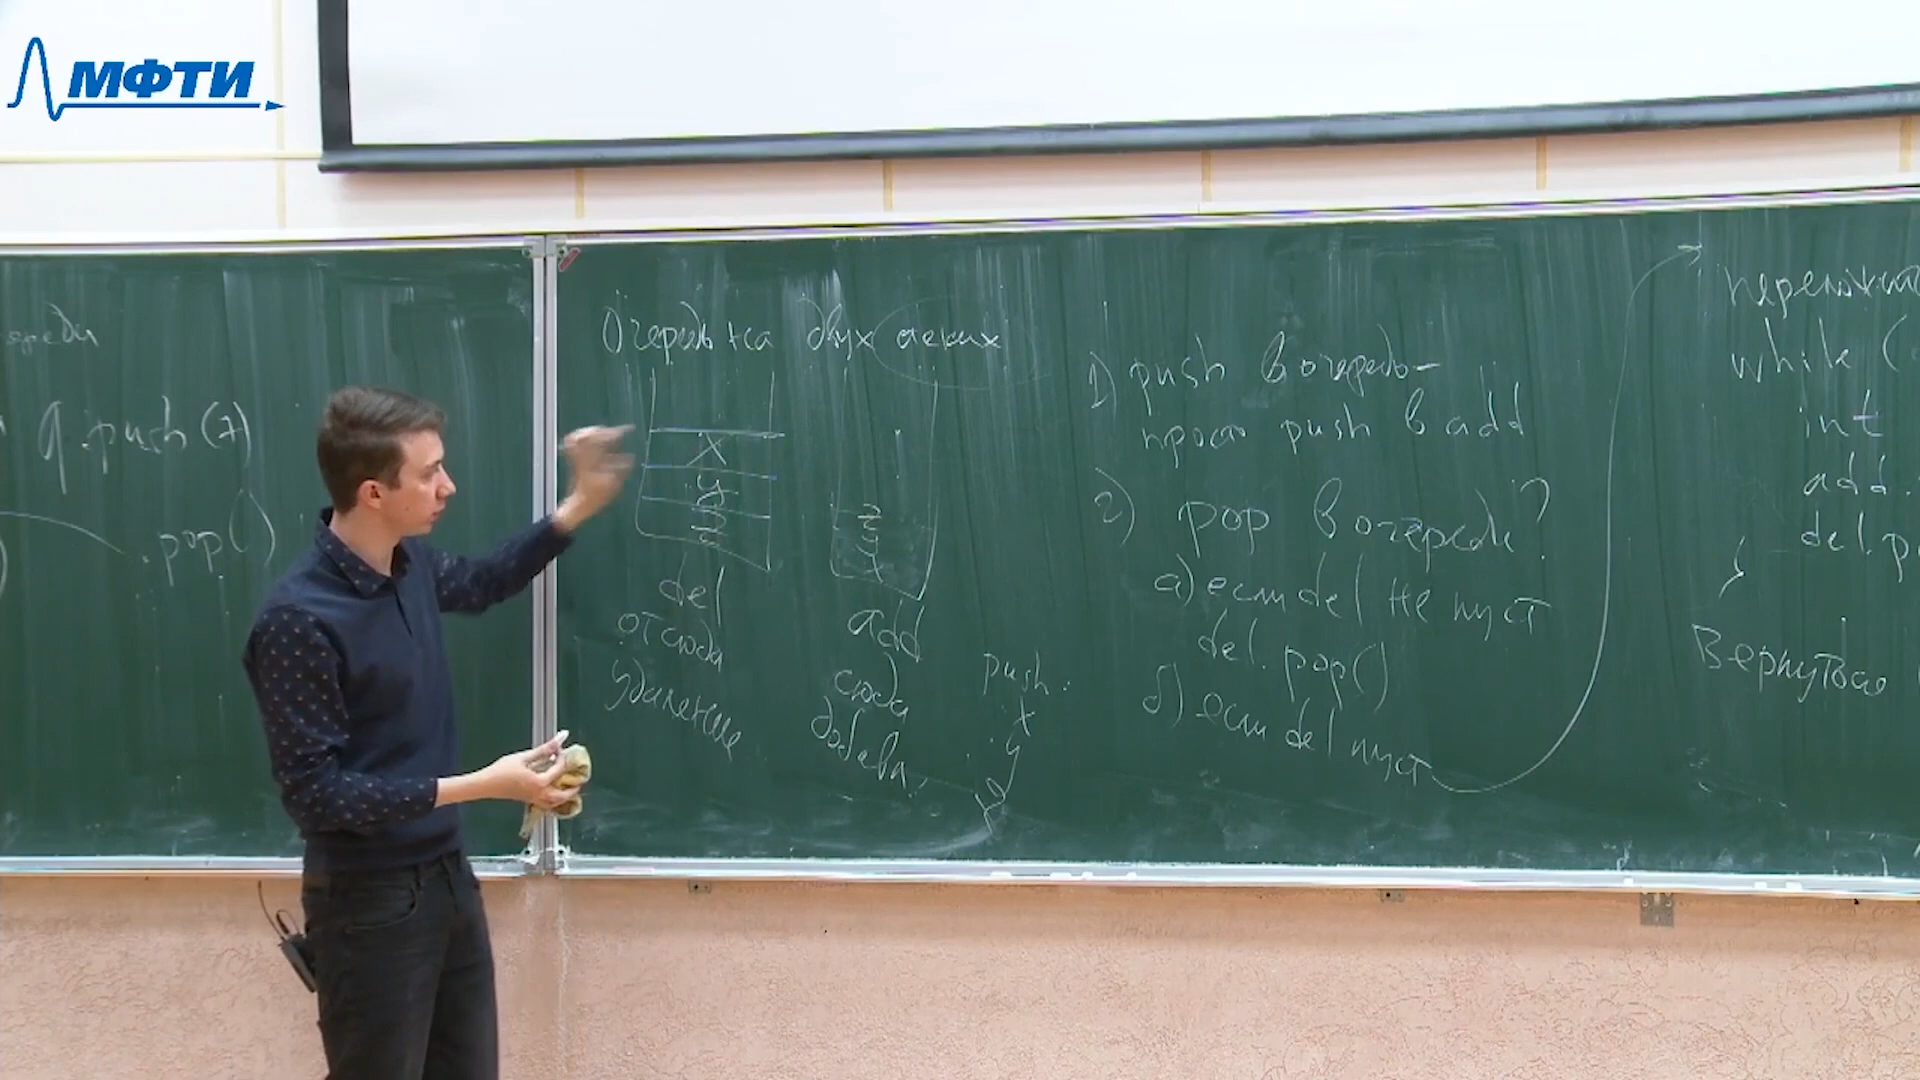 МФТИ
q.push(7)
.pop()
Очередь на двух стеках
x
y
z
del
отсюда
удаление
z
y
x
add
сюда
добавл.
push:
x
y
1) push в очередь-
просто push в add
2) pop в очереди?
а) если del не пуст
del.pop()
б) если del пуст
while (
int
add.
del.p
}
Вернуться